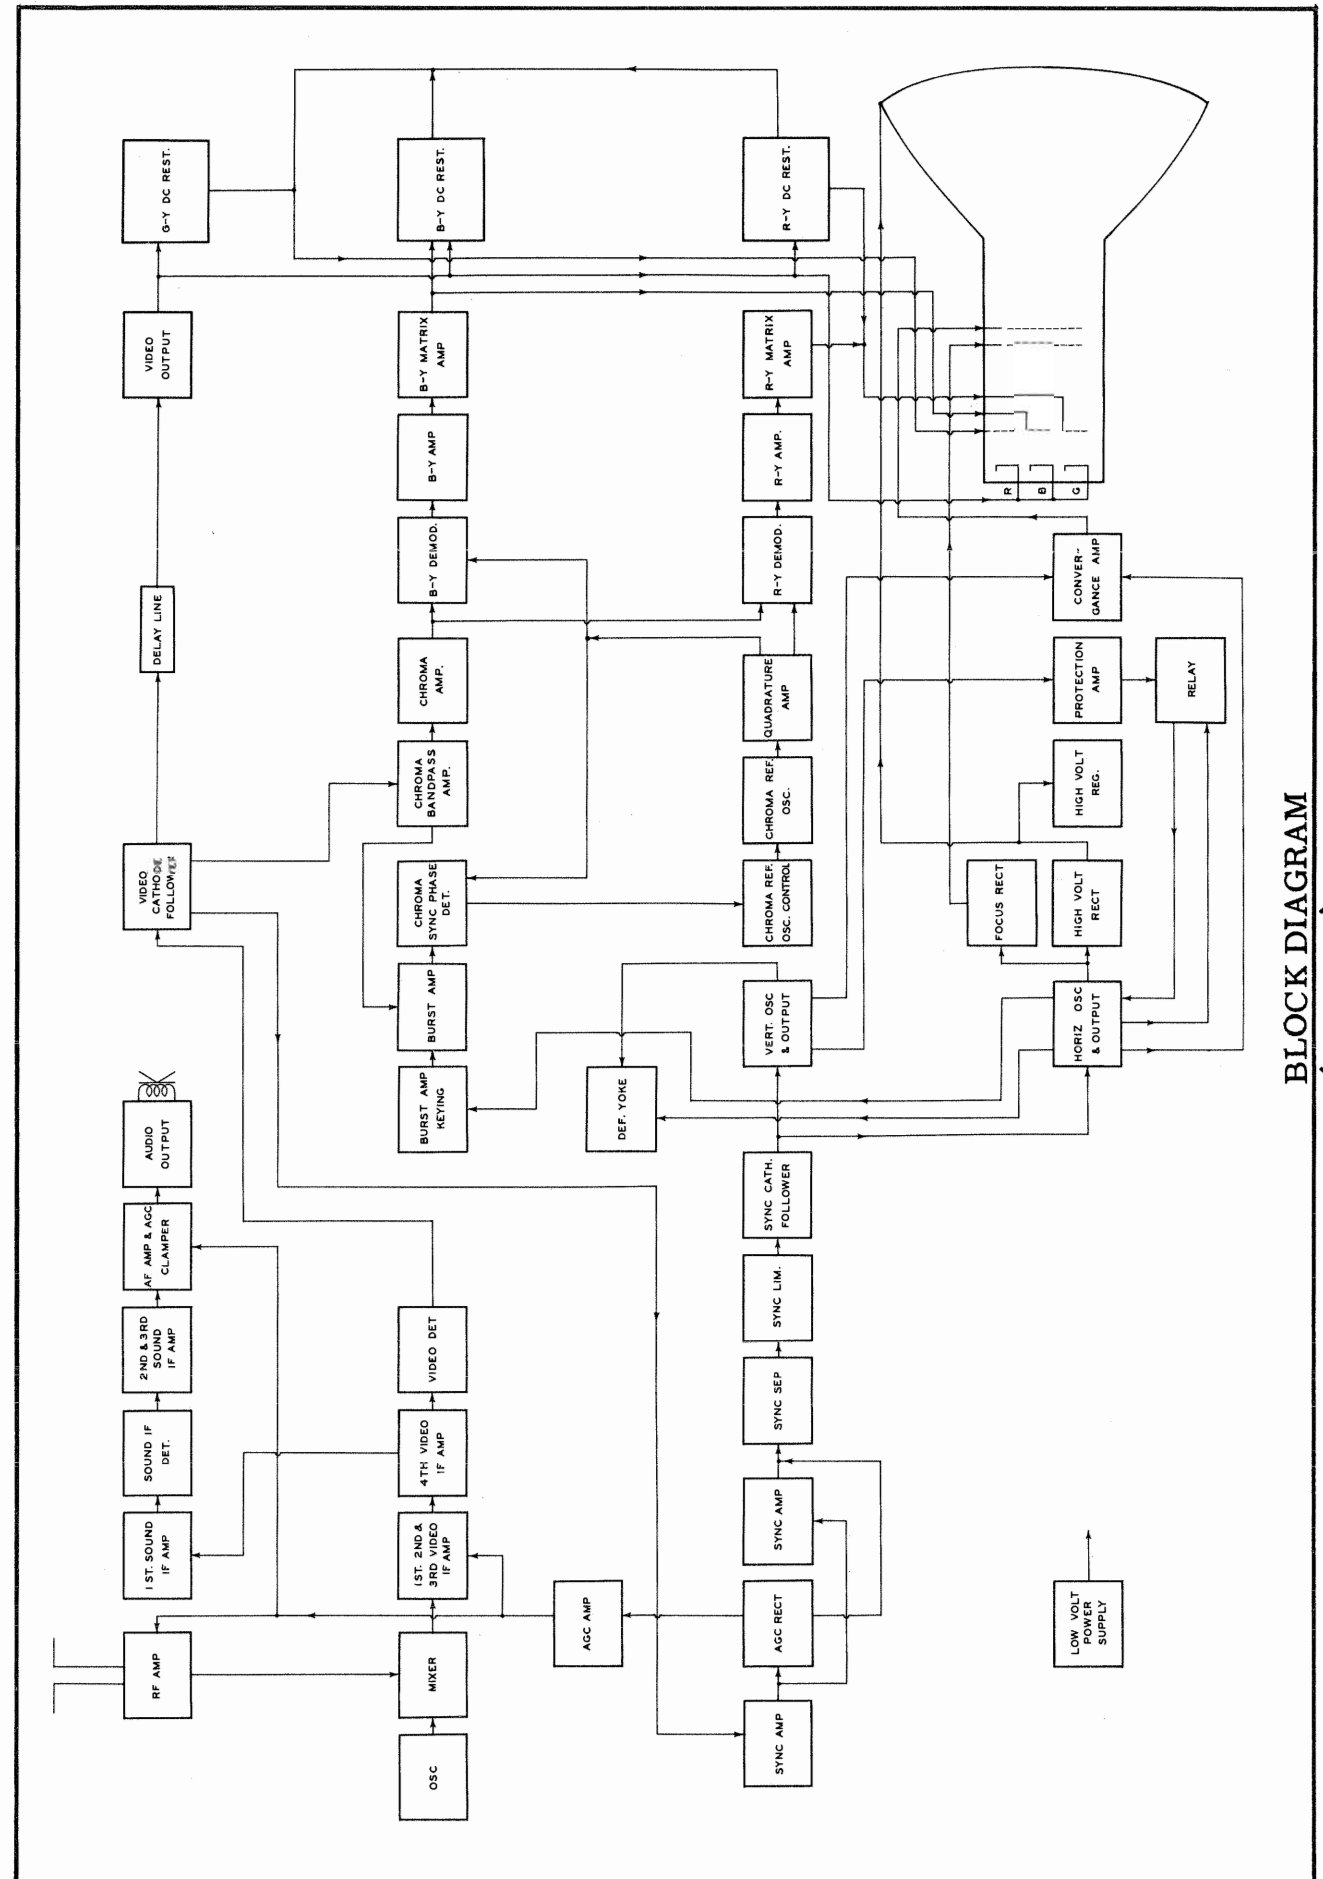 G-Y DC REST.
B-Y DC REST.
R-Y DC REST.
VIDEO
OUTPUT
B-Y MATRIX
AMP
R-Y MATRIX
AMP
B-Y AMP
R-Y AMP.
B-Y DEMOD.
R-Y DEMOD.
R
B
G
CONVER-
GANCE AMP
DELAY LINE
CHROMA
AMP.
QUADRATURE
AMP
PROTECTION
AMP
RELAY
CHROMA
BANDPASS
AMP.
CHROMA REF.
OSC.
HIGH VOLT
REG.
VIDEO
CATHODE
FOLLOWER
CHROMA
SYNC PHASE
DET.
CHROMA REF.
OSC. CONTROL
FOCUS RECT
HIGH VOLT
RECT
BURST AMP
VERT. OSC
& OUTPUT
HORIZ OSC
& OUTPUT
BURST AMP
KEYING
DEF. YOKE
AUDIO
OUTPUT
AF AMP & AGC
CLAMPER
SYNC CATH.
FOLLOWER
2ND & 3RD
SOUND
IF AMP
VIDEO DET
SYNC LIM.
SOUND IF
DET.
4TH VIDEO
IF AMP
SYNC SEP
1ST. SOUND
IF AMP
1ST. 2ND &
3RD VIDEO
IF AMP
SYNC AMP
RF AMP
MIXER
AGC AMP
AGC RECT
LOW VOLT
POWER
SUPPLY
OSC
SYNC AMP
BLOCK DIAGRAM